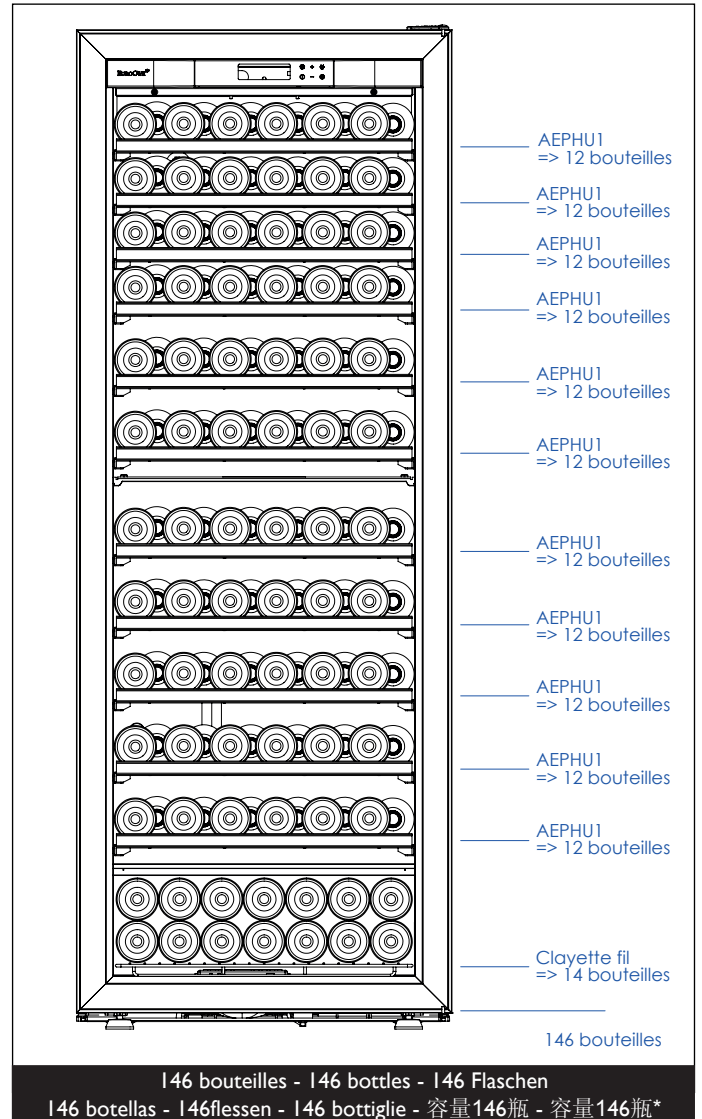 EUROCAVE
AEPHU1
=> 12 bouteilles
AEPHU1
=> 12 bouteilles
AEPHU1
=> 12 bouteilles
AEPHU1
=> 12 bouteilles
AEPHU1
=> 12 bouteilles
AEPHU1
=> 12 bouteilles
AEPHU1
=> 12 bouteilles
AEPHU1
=> 12 bouteilles
AEPHU1
=> 12 bouteilles
AEPHU1
=> 12 bouteilles
AEPHU1
=> 12 bouteilles
Clayette fil
=> 14 bouteilles
146 bouteilles
146 bouteilles - 146 bottles - 146 Flaschen
146 botellas - 146flessen - 146 bottiglie - 容量146瓶 - 容量146瓶*